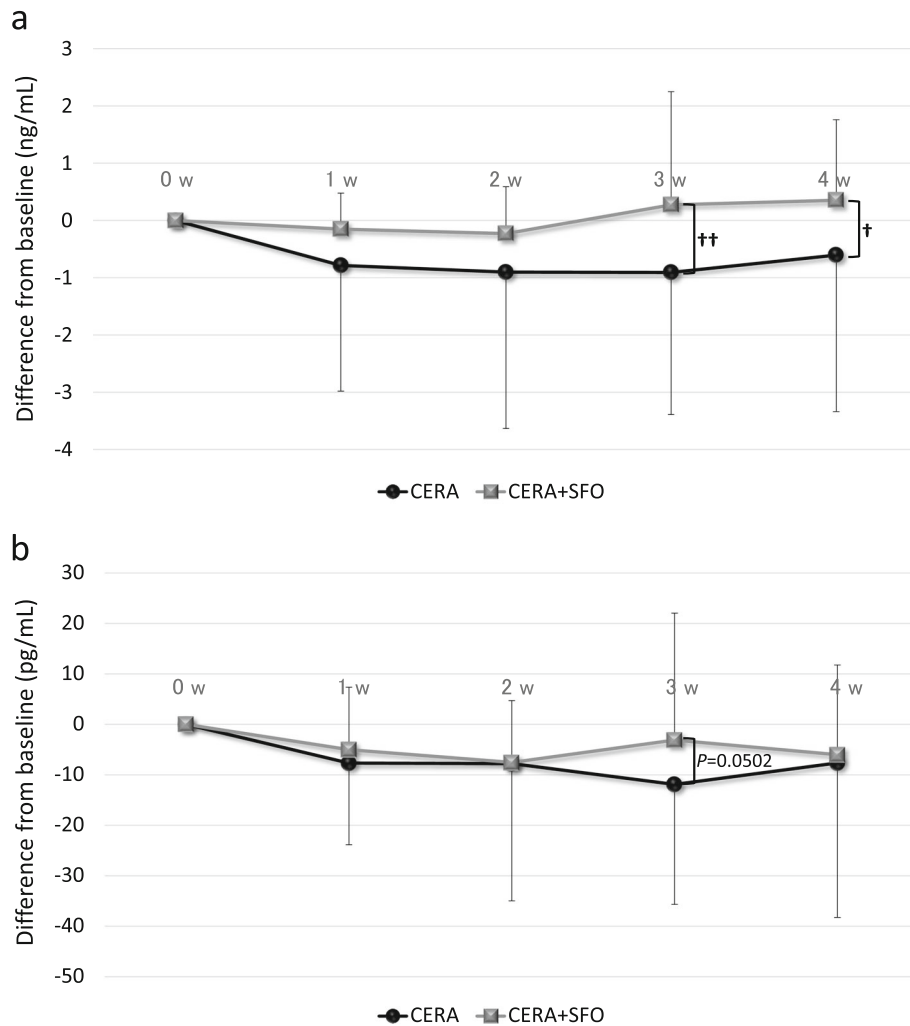 a
Difference from baseline (ng/mL)
3
2
1
0
-1
-2
-3
-4
0 w
1 w
2 w
3 w
4 w
††
†
CERA
CERA+SFO
b
Difference from baseline (pg/mL)
30
20
10
0
-10
-20
-30
-40
-50
0 w
1 w
2 w
3 w
4 w
P=0.0502
CERA
CERA+SFO